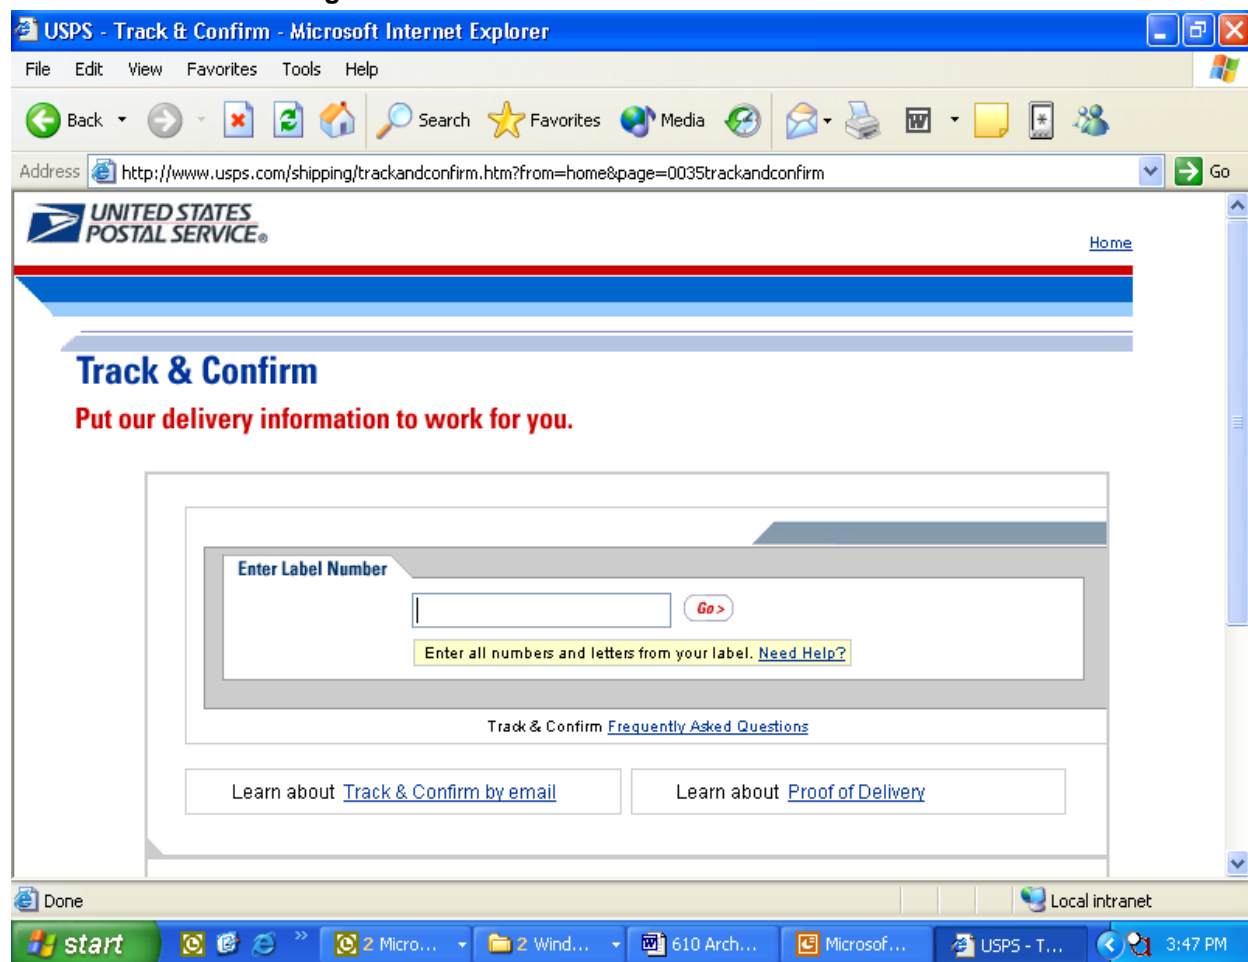 USPS - Track & Confirm - Microsoft Internet Explorer
File Edit View Favorites Tools Help
Back Search Favorites Media
Address http://www.usps.com/shipping/trackandconfirm.htm?from=home&page=0035trackandconfirm Go
UNITED STATES
POSTAL SERVICE®
Home
Track & Confirm
Put our delivery information to work for you.
Enter Label Number
Go >
Enter all numbers and letters from your label. Need Help?
Track & Confirm Frequently Asked Questions
Learn about Track & Confirm by email Learn about Proof of Delivery
Done Local intranet
start 2 Micro... 2 Wind... 610 Arch... Microsof... USPS - T... 3:47 PM